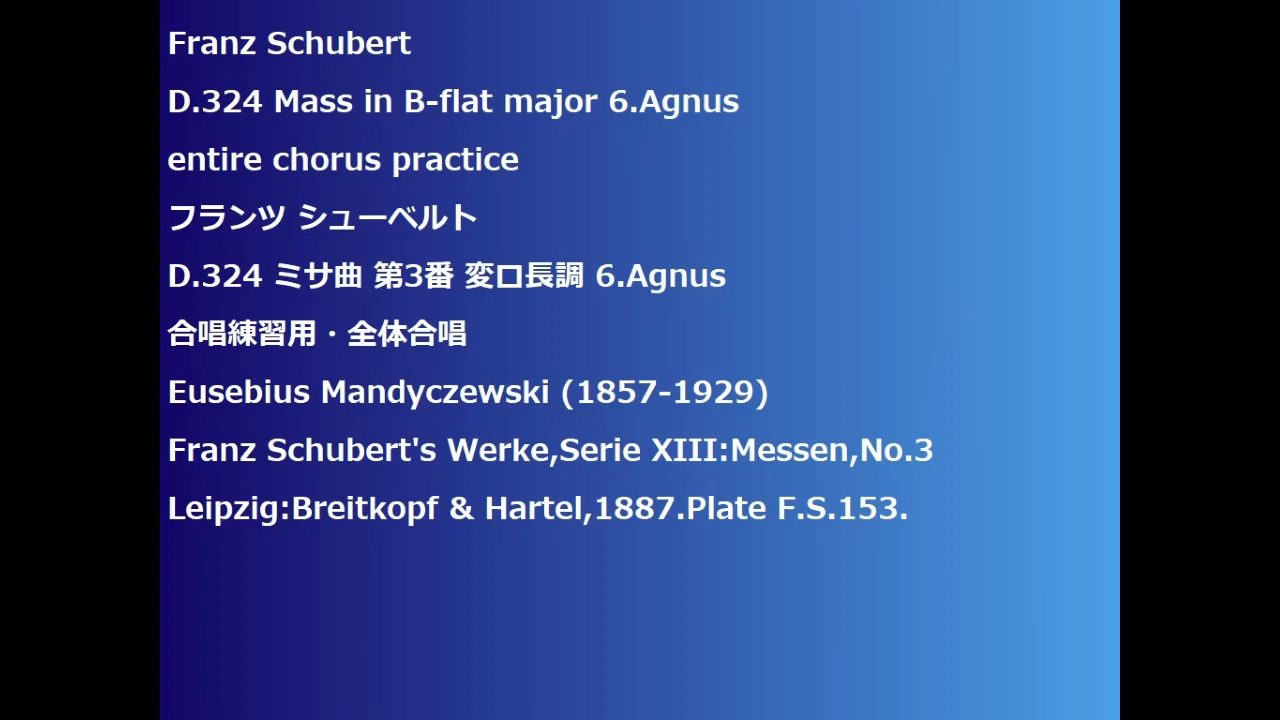 Franz Schubert
D.324 Mass in B-flat major 6.Agnus
entire chorus practice
フランツ シューベルト
D.324 ミサ曲 第3番 変ロ長調 6.Agnus
合唱練習用・全体合唱
Eusebius Mandyczewski (1857-1929)
Franz Schubert's Werke,Serie XIII:Messen,No.3
Leipzig:Breitkopf & Hartel,1887.Plate F.S.153.